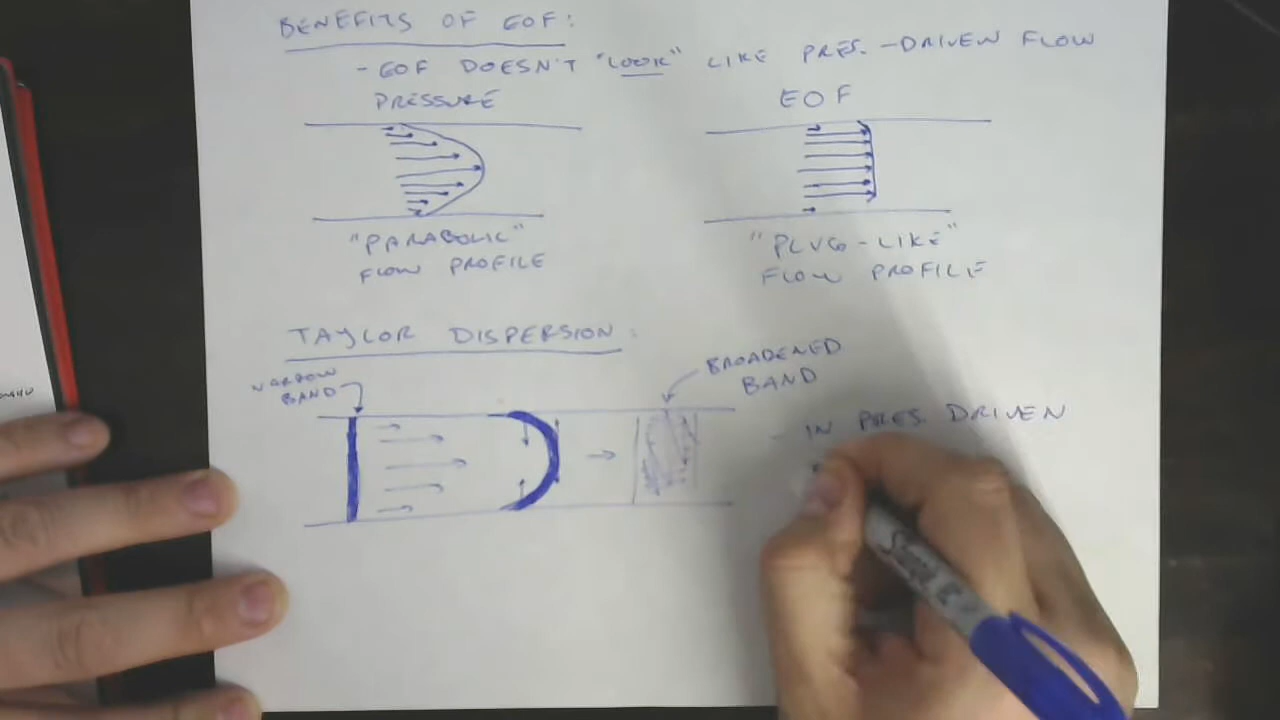 BENEFITS OF EOF:
- EOF DOESN'T "LOOK" LIKE PRES. -DRIVEN FLOW
PRESSURE
EOF
"PARABOLIC"
FLOW PROFILE
"PLUG-LIKE"
FLOW PROFILE
TAYLOR DISPERSION:
NARROW
BAND
BROADENED
BAND
- IN PRES. DRIVEN
Sharpie